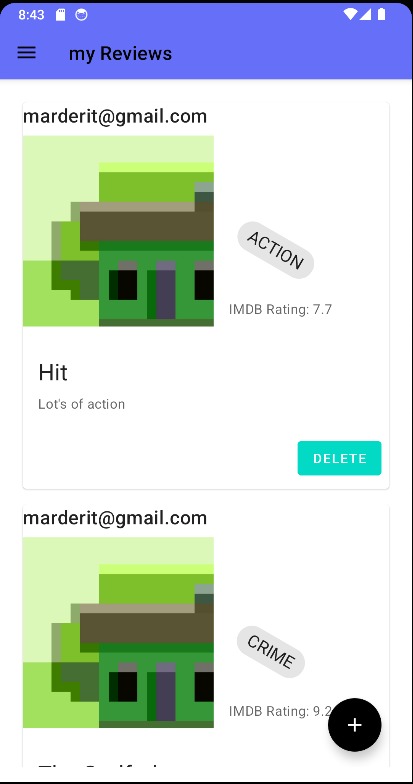 8:43
my Reviews
marderit@gmail.com
ACTION
IMDB Rating: 7.7
Hit
Lot's of action
DELETE
marderit@gmail.com
CRIME
IMDB Rating: 9.2
+